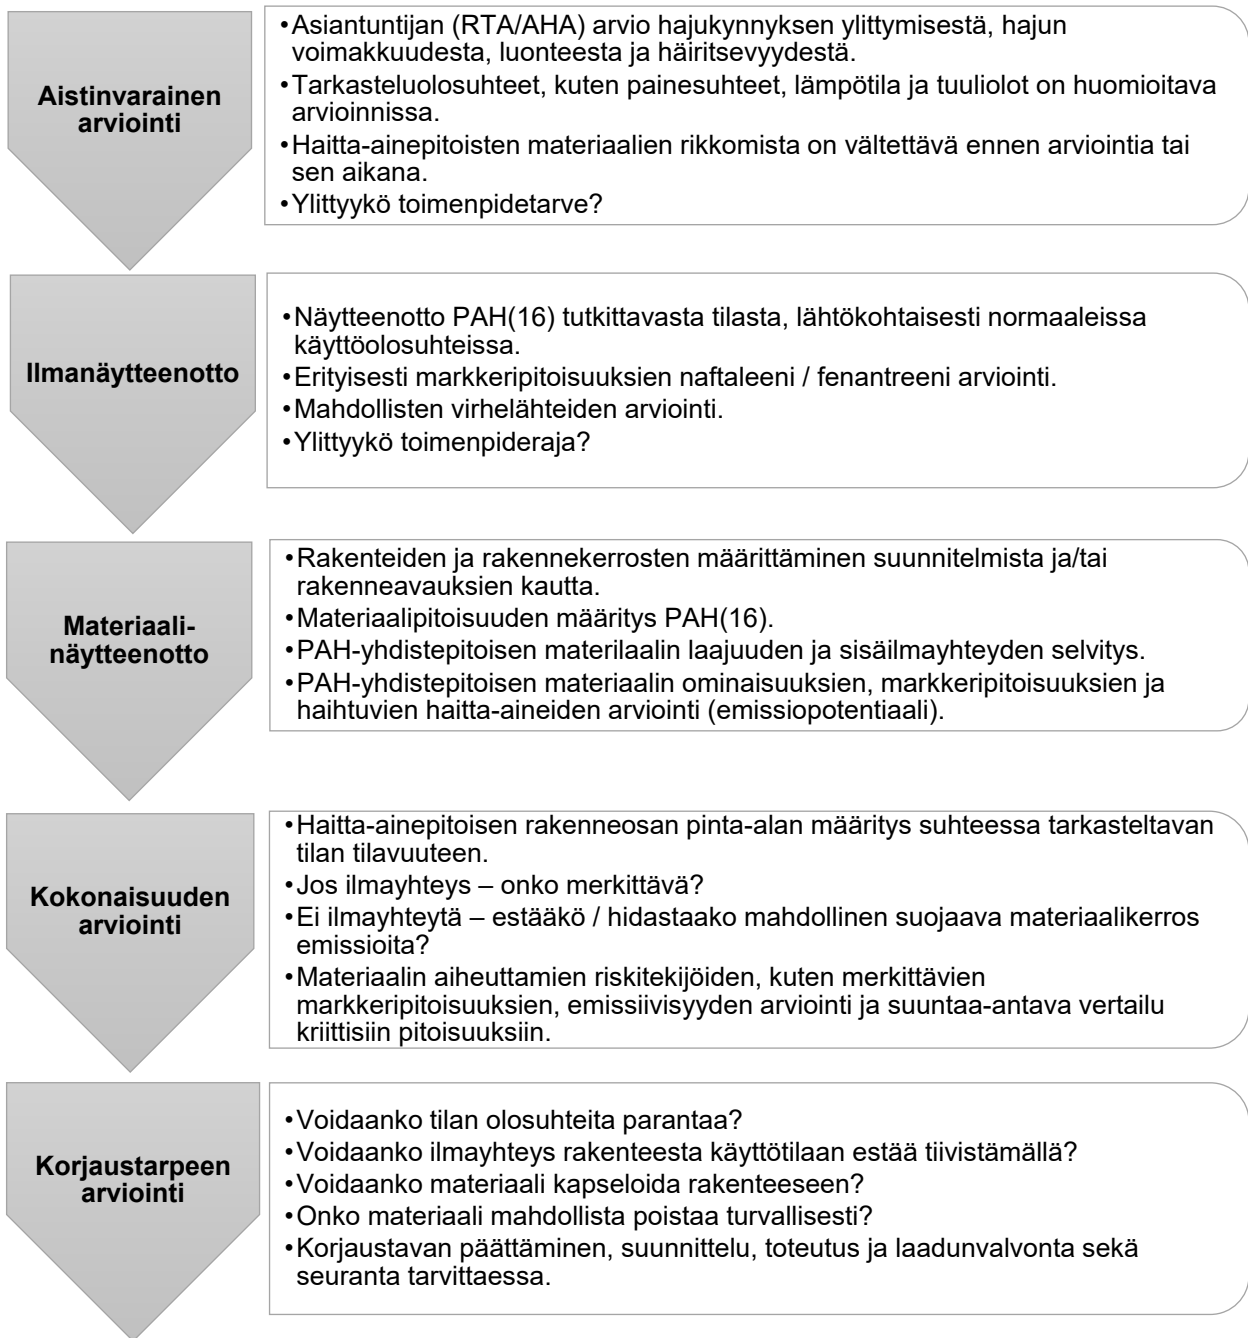 Aistinvarainen
arviointi
•Asiantuntijan (RTA/AHA) arvio hajukynnyksen ylittymisestä, hajun
voimakkuudesta, luonteesta ja häiritsevyydestä.
•Tarkasteluolosuhteet, kuten painesuhteet, lämpötila ja tuuliolot on huomioitava
arvioinnissa.
•Haitta-ainepitoisten materiaalien rikkomista on vältettävä ennen arviointia tai
sen aikana.
•Ylittyykö toimenpidetarve?
Ilmanäytteenotto
•Näytteenotto PAH(16) tutkittavasta tilasta, lähtökohtaisesti normaaleissa
käyttöolosuhteissa.
•Erityisesti markkeripitoisuuksien naftaleeni / fenantreeni arviointi.
•Mahdollisten virhelähteiden arviointi.
•Ylittyykö toimenpideraja?
Materiaali-
näytteenotto
•Rakenteiden ja rakennekerrosten määrittäminen suunnitelmista ja/tai
rakenneavauksien kautta.
•Materiaalipitoisuuden määritys PAH(16).
•PAH-yhdistepitoisen materilaalin laajuuden ja sisäilmayhteyden selvitys.
•PAH-yhdistepitoisen materiaalin ominaisuuksien, markkeripitoisuuksien ja
haihtuvien haitta-aineiden arviointi (emissiopotentiaali).
Kokonaisuuden
arviointi
•Haitta-ainepitoisen rakenneosan pinta-alan määritys suhteessa tarkasteltavan
tilan tilavuuteen.
•Jos ilmayhteys – onko merkittävä?
•Ei ilmayhteyttä – estääkö / hidastaako mahdollinen suojaava materiaalikerros
emissioita?
•Materiaalin aiheuttamien riskitekijöiden, kuten merkittävien
markkeripitoisuuksien, emissiivisyyden arviointi ja suuntaa-antava vertailu
kriittisiin pitoisuuksiin.
Korjaustarpeen
arviointi
•Voidaanko tilan olosuhteita parantaa?
•Voidaanko ilmayhteys rakenteesta käyttötilaan estää tiivistämällä?
•Voidaanko materiaali kapseloida rakenteeseen?
•Onko materiaali mahdollista poistaa turvallisesti?
•Korjaustavan päättäminen, suunnittelu, toteutus ja laadunvalvonta sekä
seuranta tarvittaessa.